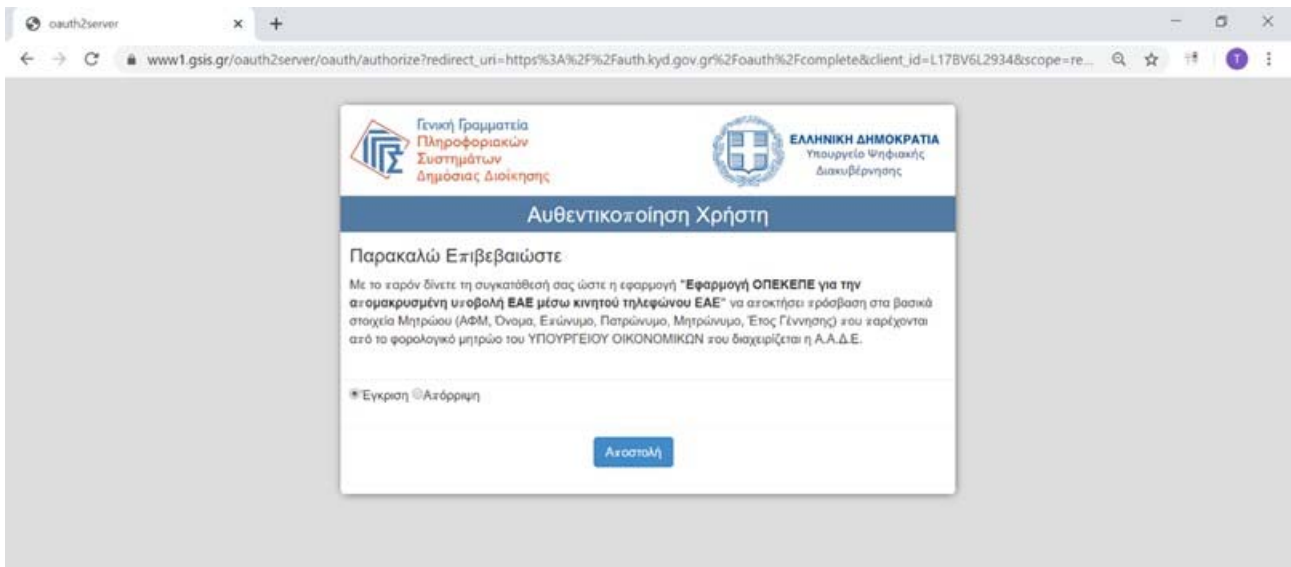 oauth2server
www1.gsis.gr/oauth2server/oauth/authorize?redirect_uri=https%3A%2F%2Fauth.kyd.gov.gr%2Foauth%2Fcomplete&client_id=L17BV6L2934&scope=re...
T
Γενική Γραμματεία
Πληροφοριακών
Συστημάτων
Δημόσιας Διοίκησης
ΕΛΛΗΝΙΚΗ ΔΗΜΟΚΡΑΤΙΑ
Υπουργείο Ψηφιακής
Διακυβέρνησης
Αυθεντικοποίηση Χρήστη
Παρακαλώ Επιβεβαιώστε
Με το παρόν δίνετε τη συγκατάθεσή σας ώστε η εφαρμογή "Εφαρμογή ΟΠΕΚΕΠΕ για την
απομακρυσμένη υποβολή ΕΑΕ μέσω κινητού τηλεφώνου ΕΑΕ" να αποκτήσει πρόσβαση στα βασικά
στοιχεία Μητρώου (ΑΦΜ, Όνομα, Επώνυμο, Πατρώνυμο, Μητρώνυμο, Έτος Γέννησης) που παρέχονται
από το φορολογικό μητρώο του ΥΠΟΥΡΓΕΙΟΥ ΟΙΚΟΝΟΜΙΚΩΝ που διαχειρίζεται η Α.Α.Δ.Ε.
Έγκριση Απόρριψη
Αποστολή